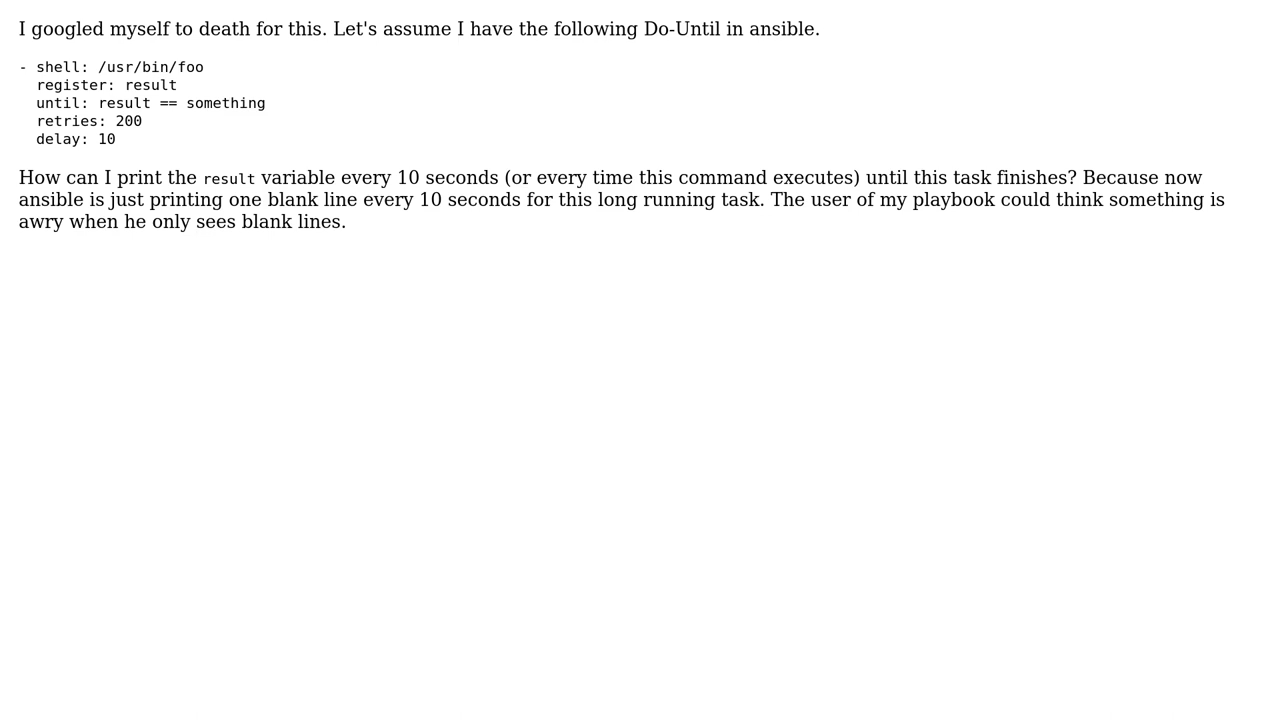 I googled myself to death for this. Let's assume I have the following Do-Until in ansible.
- shell: /usr/bin/foo
  register: result
  until: result == something
  retries: 200
  delay: 10
How can I print the result variable every 10 seconds (or every time this command executes) until this task finishes? Because now
ansible is just printing one blank line every 10 seconds for this long running task. The user of my playbook could think something is
awry when he only sees blank lines.